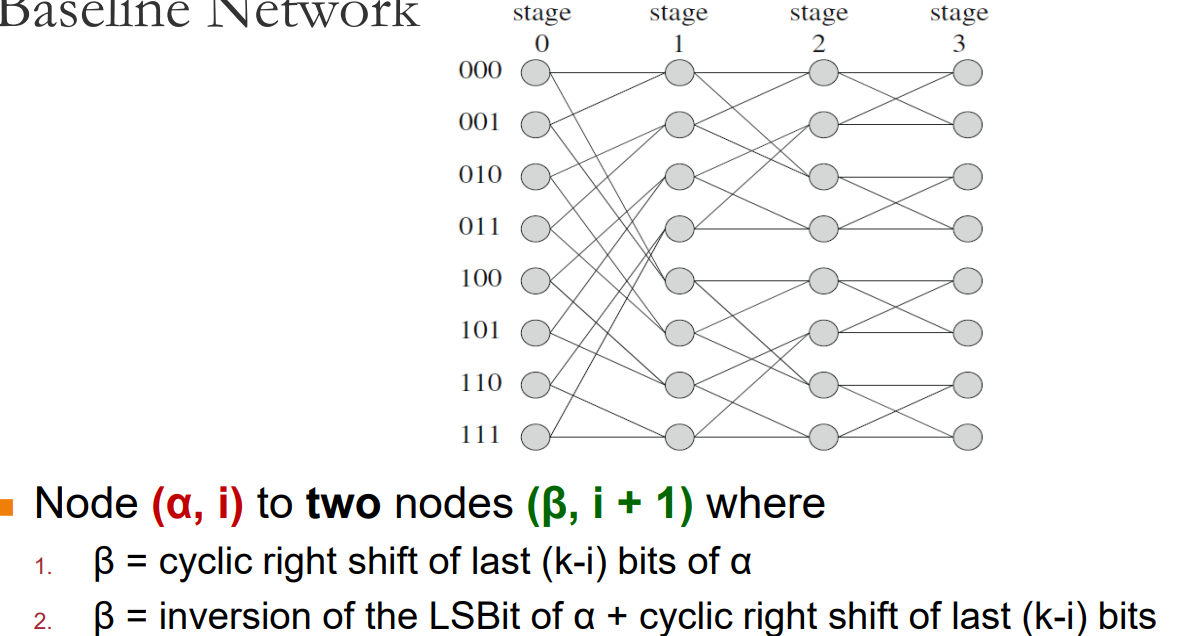 Baseline Network
stage stage stage stage
0 1 2 3
000
001
010
011
100
101
110
111
Node (α, i) to two nodes (β, i + 1) where
1. β = cyclic right shift of last (k-i) bits of α
2. β = inversion of the LSBit of α + cyclic right shift of last (k-i) bits